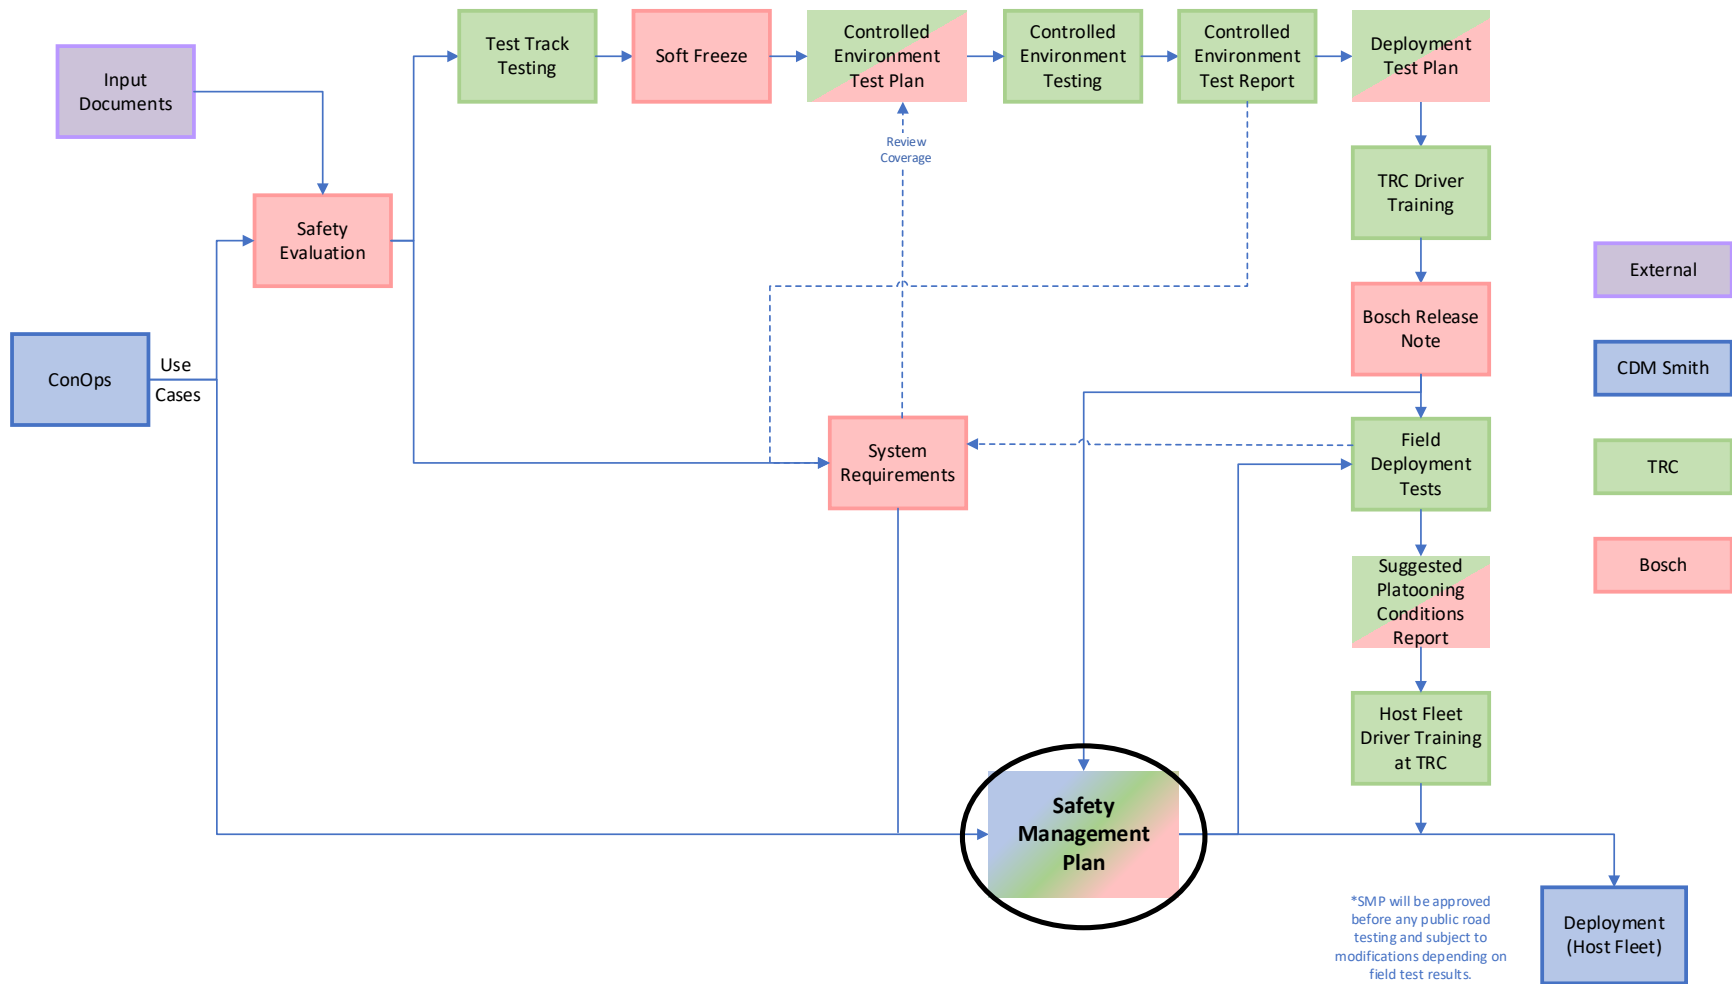 Input
Documents
Test Track
Testing
Soft Freeze
Controlled
Environment
Test Plan
Controlled
Environment
Testing
Controlled
Environment
Test Report
Deployment
Test Plan
Review
Coverage
TRC Driver
Training
Safety
Evaluation
External
Bosch Release
Note
ConOps
Use
Cases
CDM Smith
System
Requirements
Field
Deployment
Tests
TRC
Suggested
Platooning
Conditions
Report
Bosch
Host Fleet
Driver Training
at TRC
Safety
Management
Plan
*SMP will be approved
before any public road
testing and subject to
modifications depending on
field test results.
Deployment
(Host Fleet)